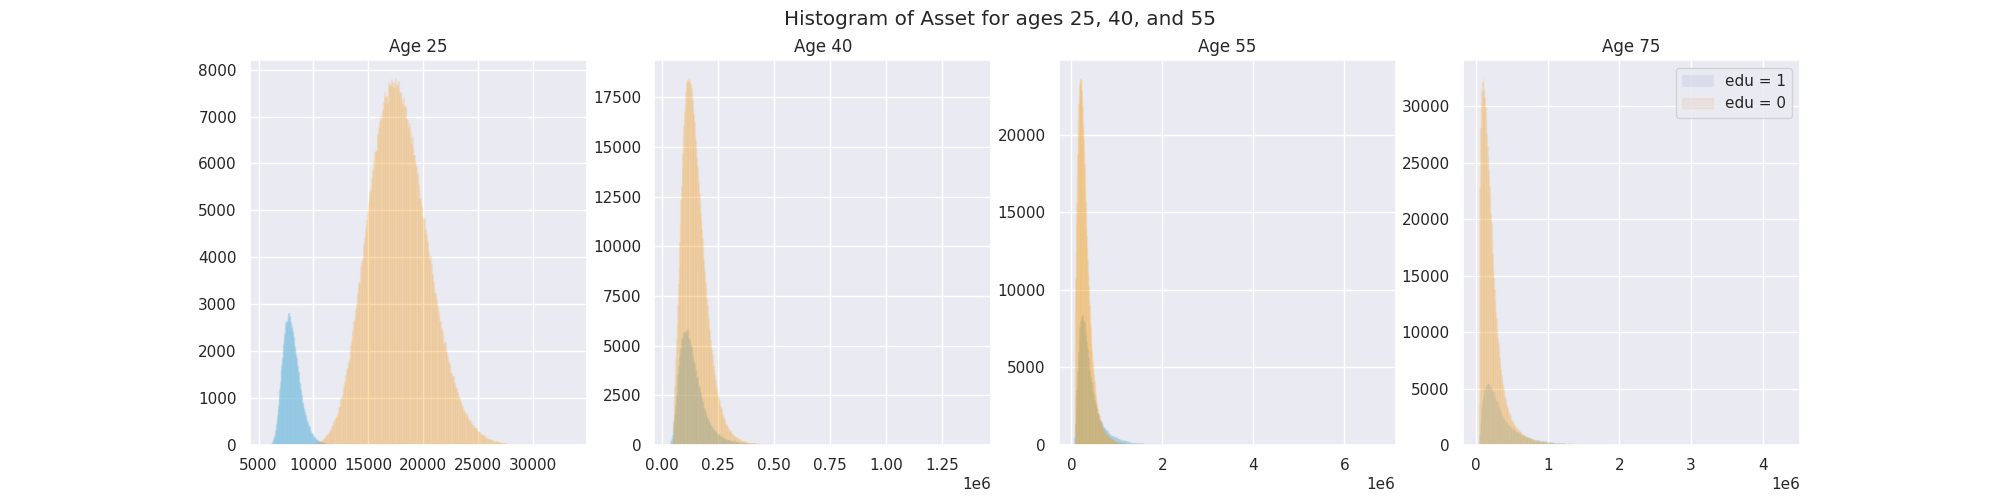 Histogram of Asset for ages 25, 40, and 55
Age 25
8000
7000
6000
5000
4000
3000
2000
1000
0
5000 10000 15000 20000 25000 30000
Age 40
17500
15000
12500
10000
7500
5000
2500
0
0.00 0.25 0.50 0.75 1.00 1.25
1e6
Age 55
20000
15000
10000
5000
0
0 2 4 6
1e6
Age 75
edu = 1
edu = 0
30000
25000
20000
15000
10000
5000
0
0 1 2 3 4
1e6